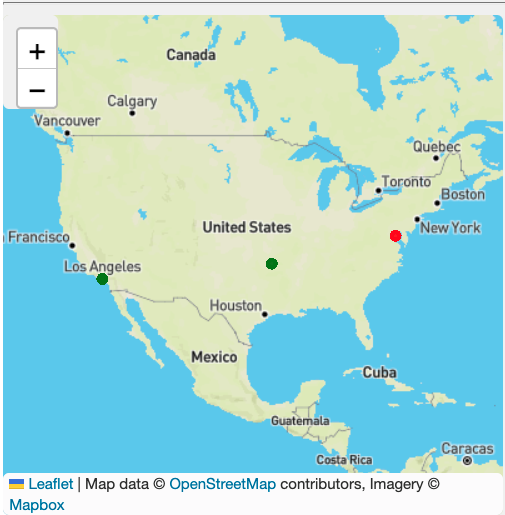 +
Canada
−
Calgary
Vancouver
Quebec
Toronto
Boston
United States
New York
Francisco
Los Angeles
Houston
Mexico
Cuba
Guatemala
Caracas
Costa Rica
Leaflet | Map data © OpenStreetMap contributors, Imagery ©
Mapbox